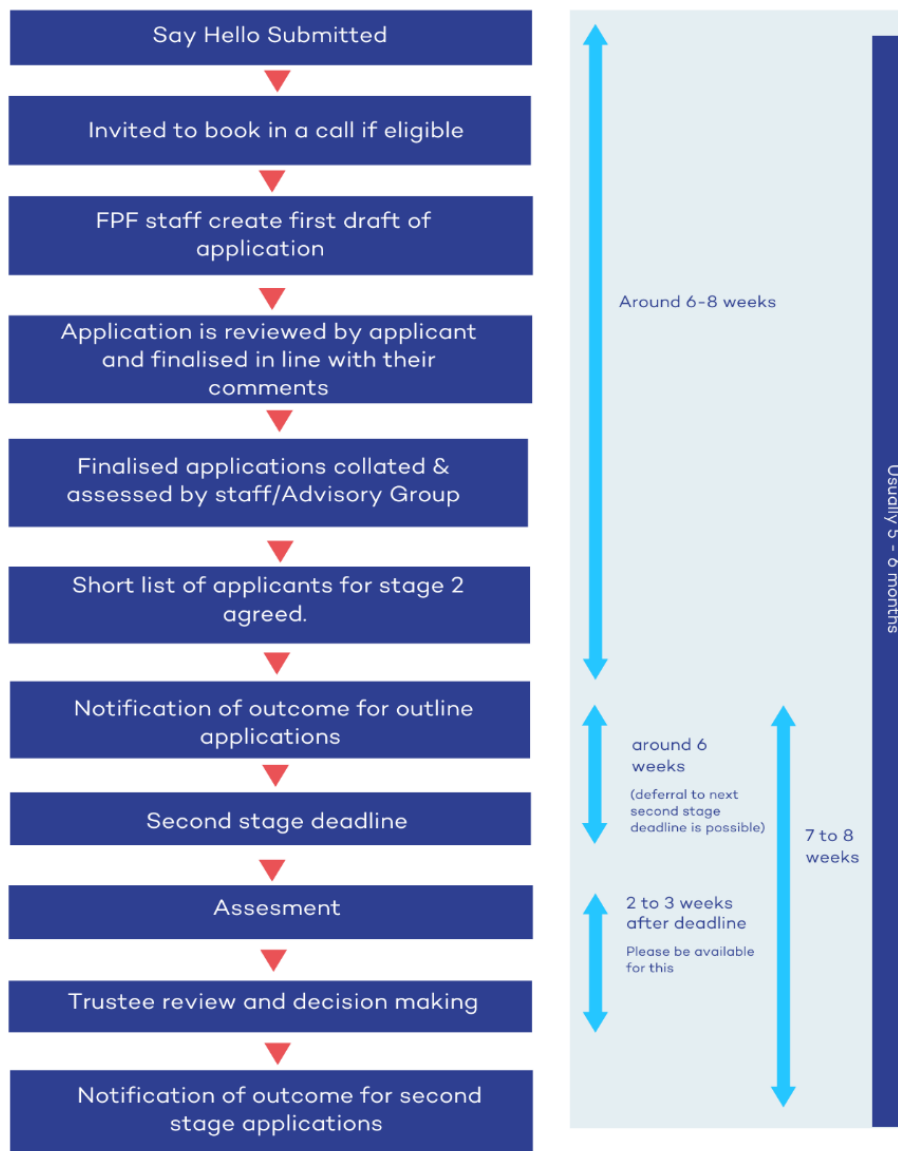 Say Hello Submitted
Invited to book in a call if eligible
FPF staff create first draft of
application
Application is reviewed by applicant
and finalised in line with their
comments
Finalised applications collated &
assessed by staff/Advisory Group
Short list of applicants for stage 2
agreed.
Notification of outcome for outline
applications
Second stage deadline
Assesment
Trustee review and decision making
Notification of outcome for second
stage applications
Around 6-8 weeks
around 6
weeks
(deferral to next
second stage
deadline is possible)
2 to 3 weeks
after deadline
Please be available
for this
7 to 8
weeks
Usually 5 - 6 months